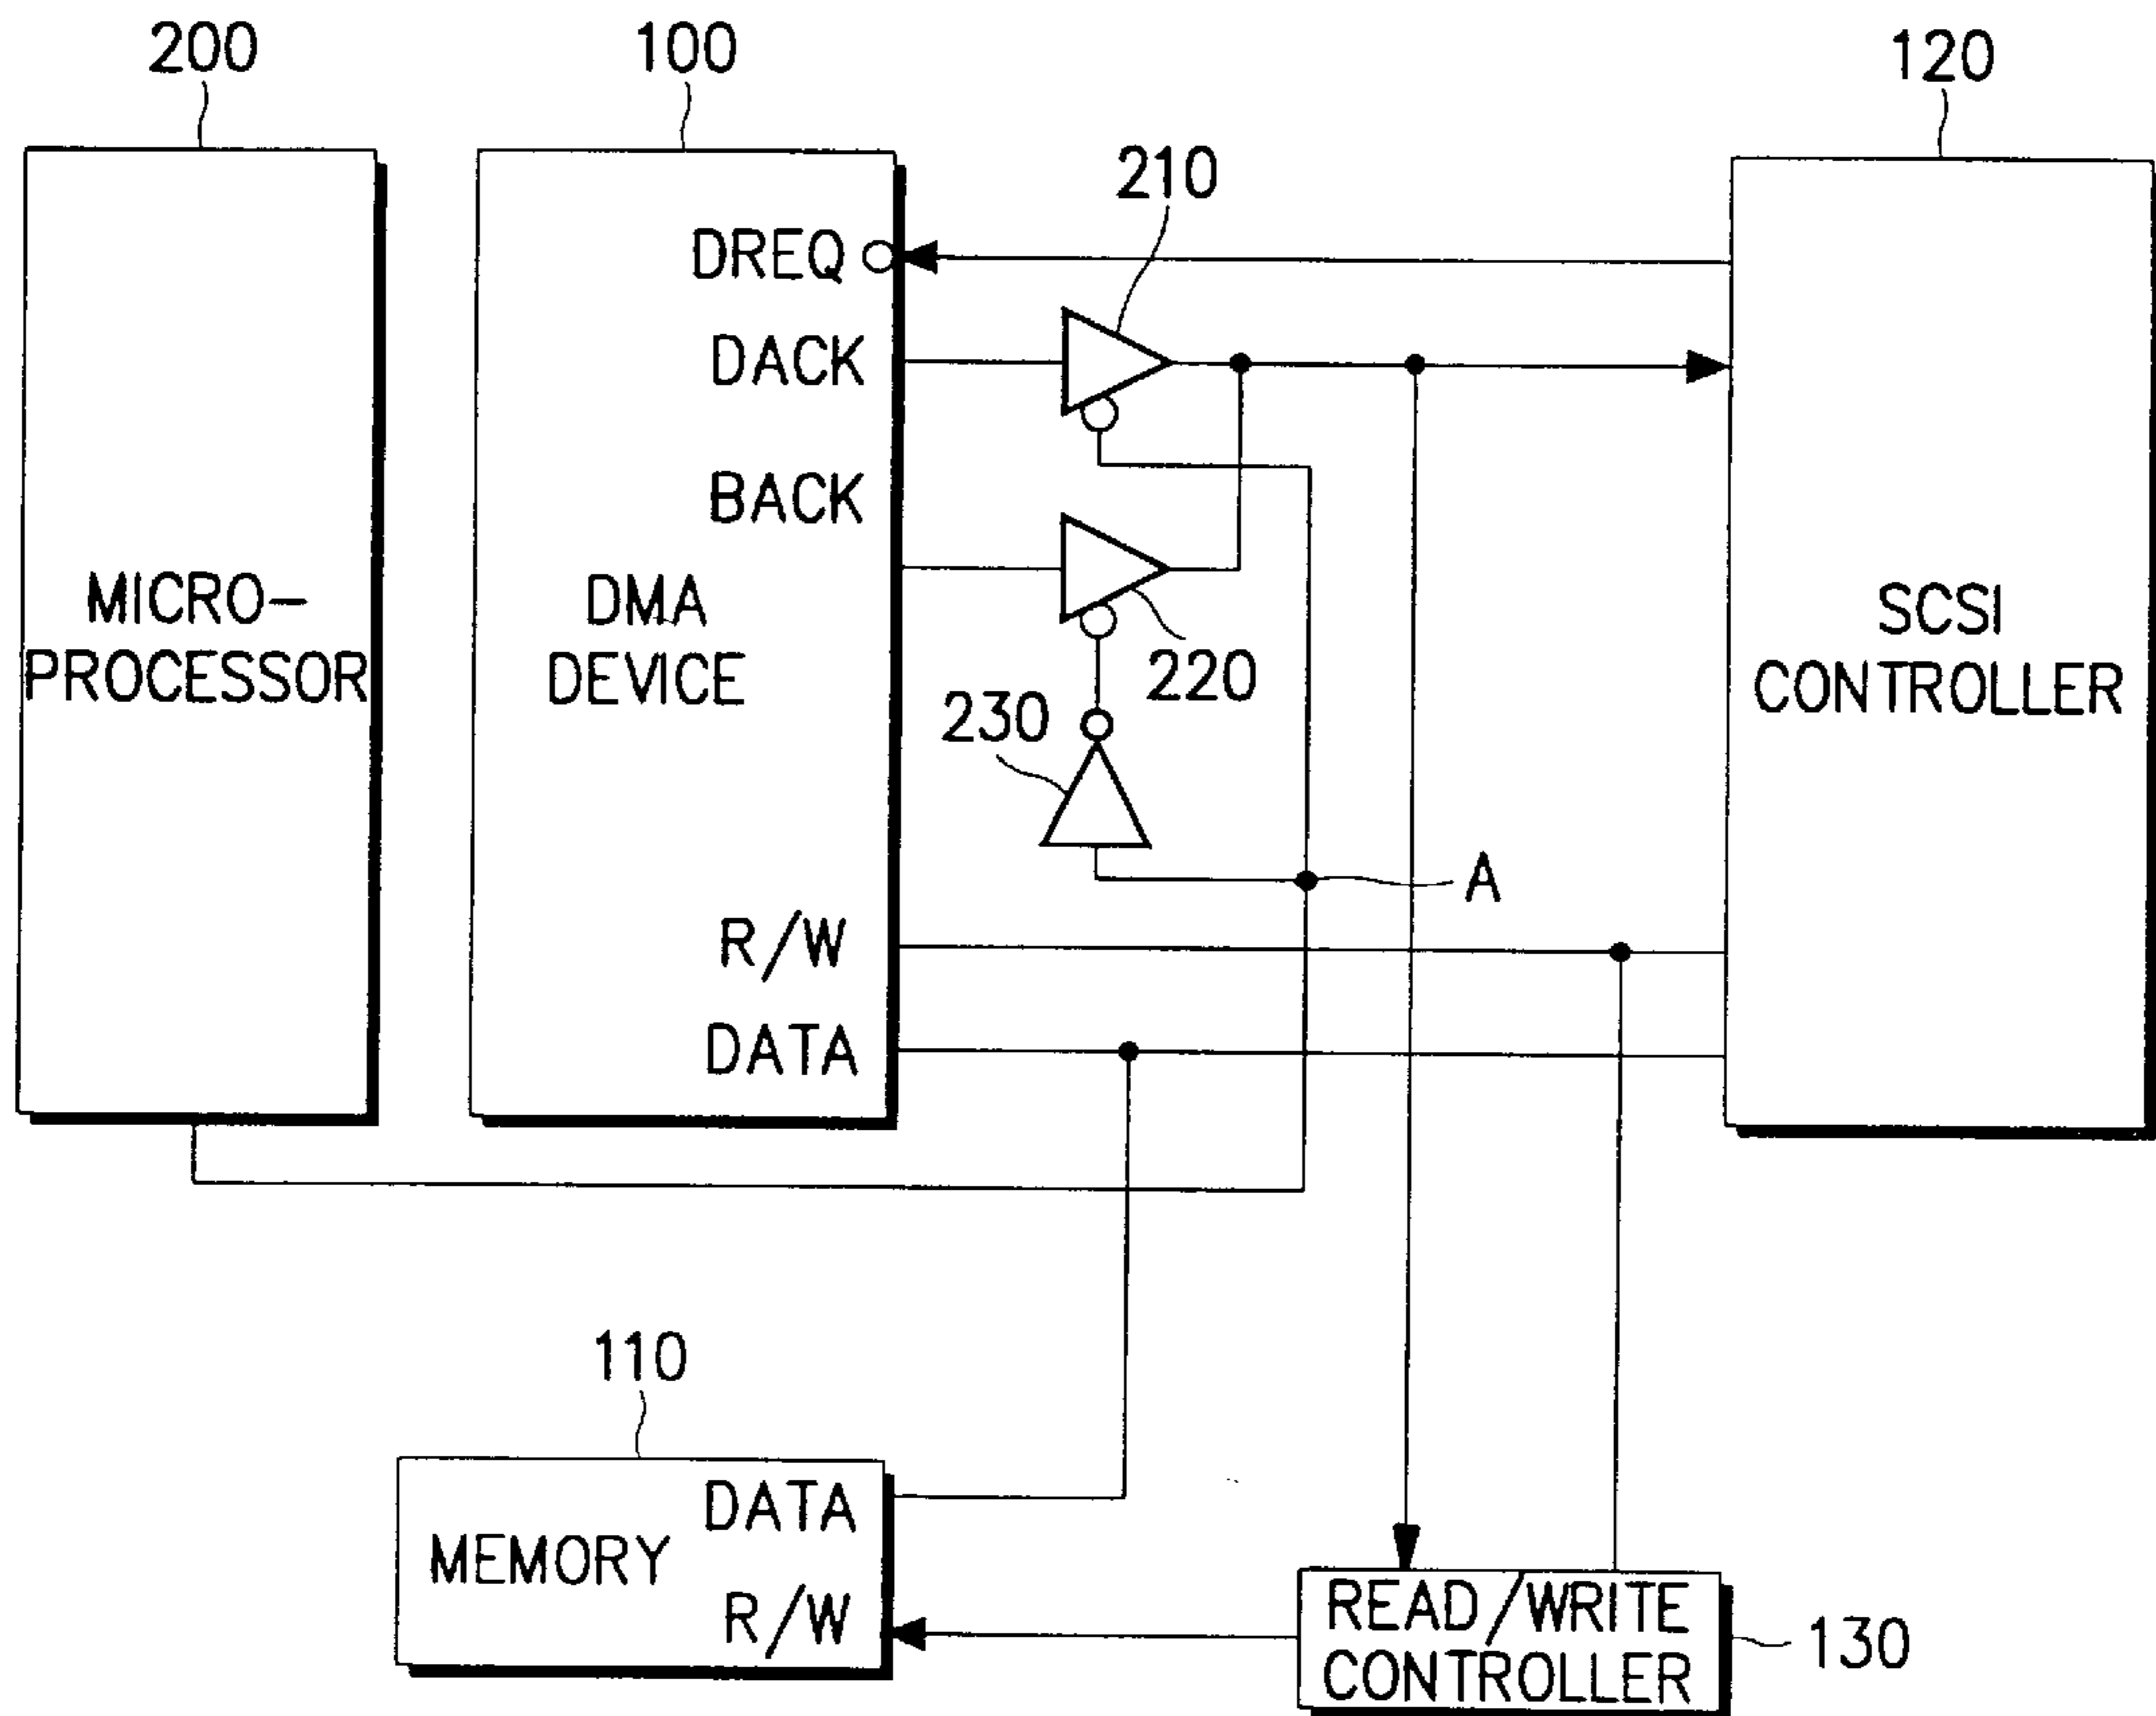 200
100
120
210
DREQ
DACK
BACK
MICRO-
PROCESSOR
DMA
DEVICE
220
230
SCSI
CONTROLLER
A
R/W
DATA
110
MEMORY
DATA
R/W
READ/WRITE
CONTROLLER
130